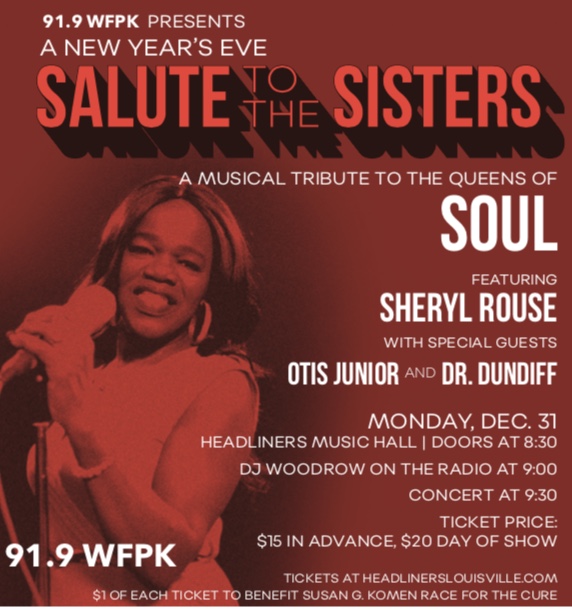 91.9 WFPK PRESENTS
A NEW YEAR'S EVE
SALUTE TO THE SISTERS
A MUSICAL TRIBUTE TO THE QUEENS OF
SOUL
FEATURING
SHERYL ROUSE
WITH SPECIAL GUESTS
OTIS JUNIOR AND DR. DUNDIFF
MONDAY, DEC. 31
HEADLINERS MUSIC HALL | DOORS AT 8:30
DJ WOODROW ON THE RADIO AT 9:00
CONCERT AT 9:30
TICKET PRICE:
$15 IN ADVANCE, $20 DAY OF SHOW
91.9 WFPK
TICKETS AT HEADLINERSLOUISVILLE.COM
$1 OF EACH TICKET TO BENEFIT SUSAN G. KOMEN RACE FOR THE CURE